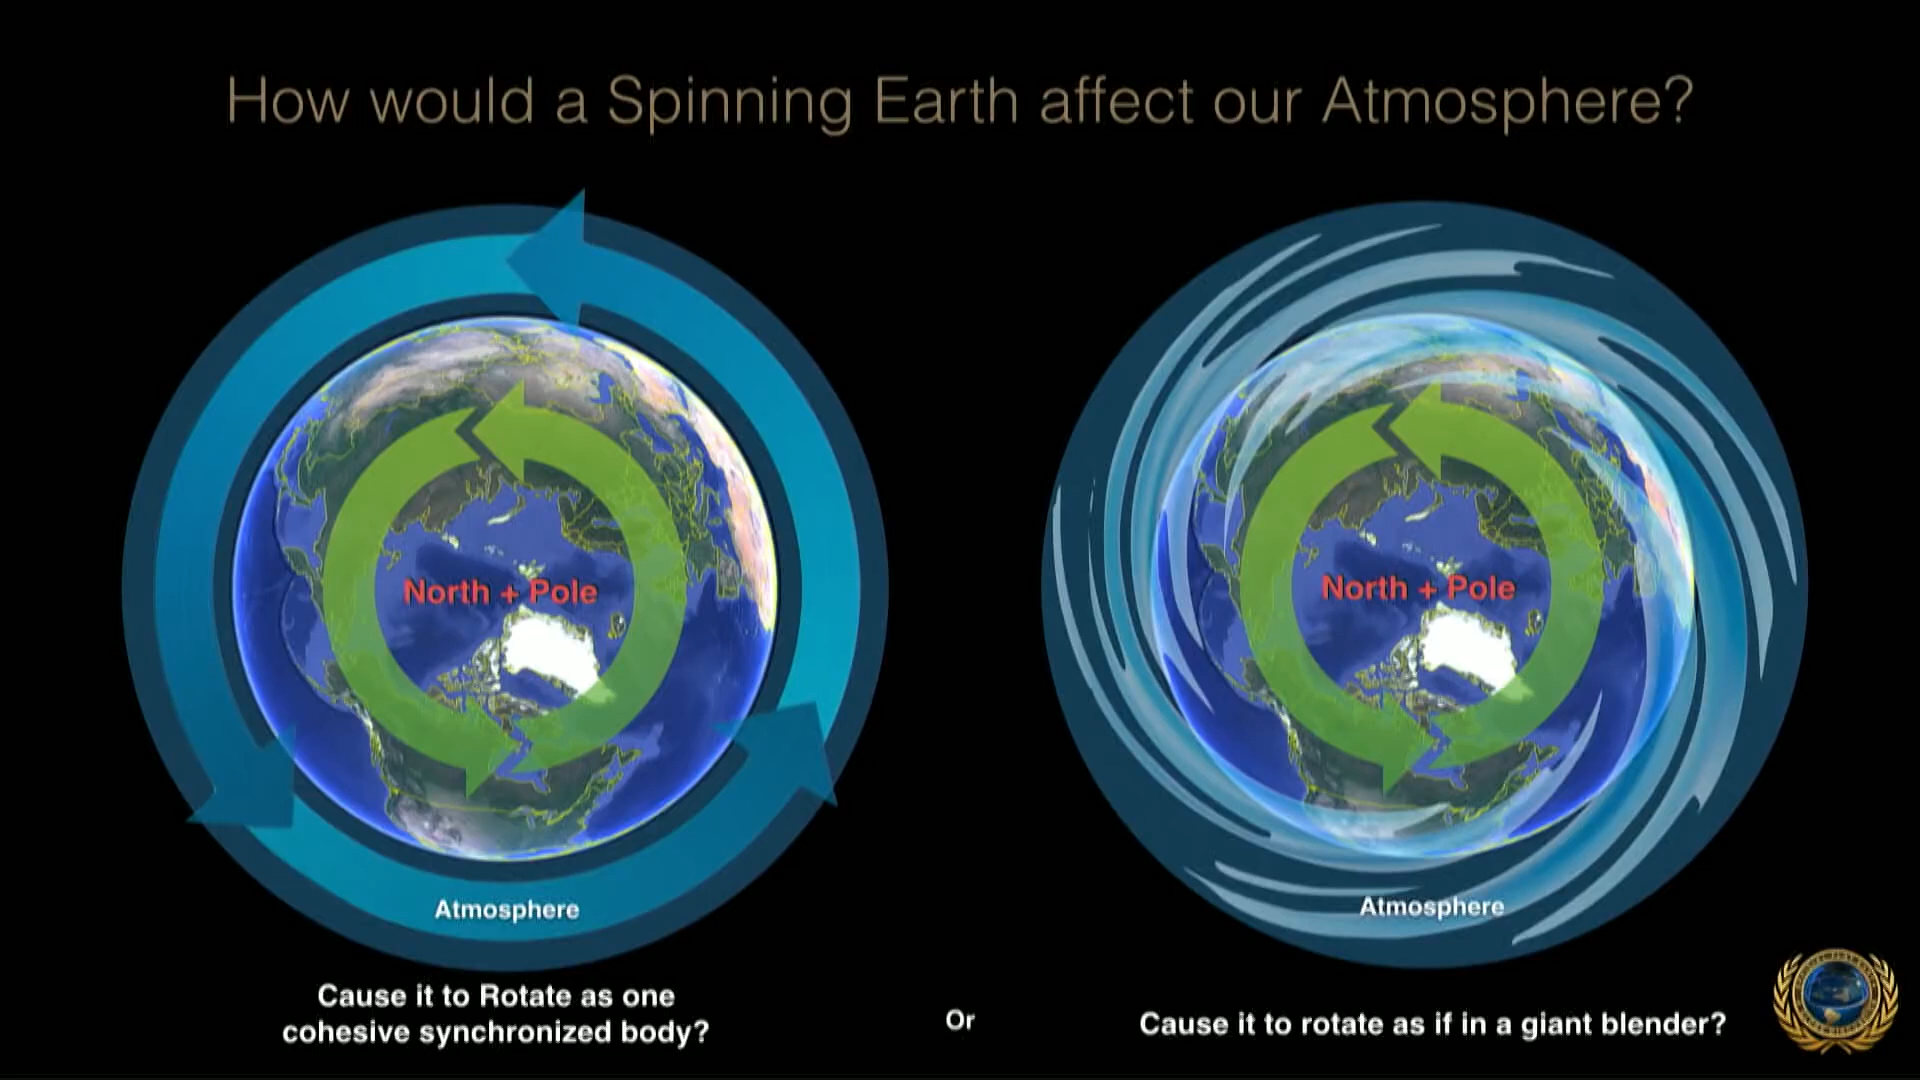 How would a Spinning Earth affect our Atmosphere?
North + Pole
North + Pole
Atmosphere
Atmosphere
Cause it to Rotate as one
cohesive synchronized body?
Or
Cause it to rotate as if in a giant blender?